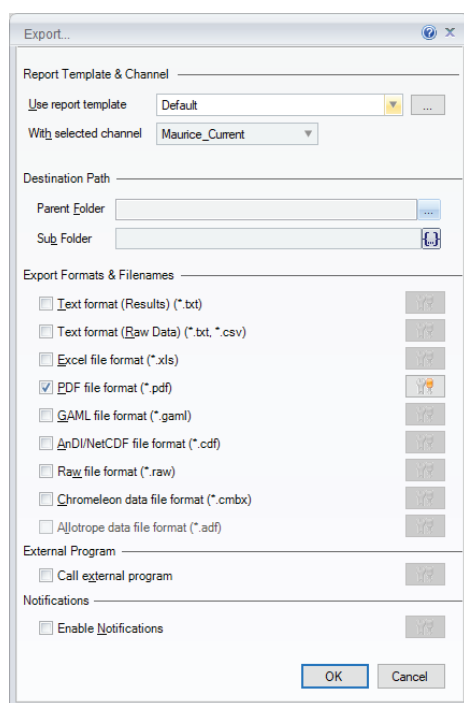 Export...
Report Template & Channel
Use report template Default ...
With selected channel Maurice_Current
Destination Path
Parent Folder ...
Sub Folder {...}
Export Formats & Filenames
Text format (Results) (*.txt)
Text format (Raw Data) (*.txt, *.csv)
Excel file format (*.xls)
PDF file format (*.pdf)
GAML file format (*.gaml)
AnDI/NetCDF file format (*.cdf)
Raw file format (*.raw)
Chromeleon data file format (*.cmbx)
Allotrope data file format (*.adf)
External Program
Call external program
Notifications
Enable Notifications
OK Cancel